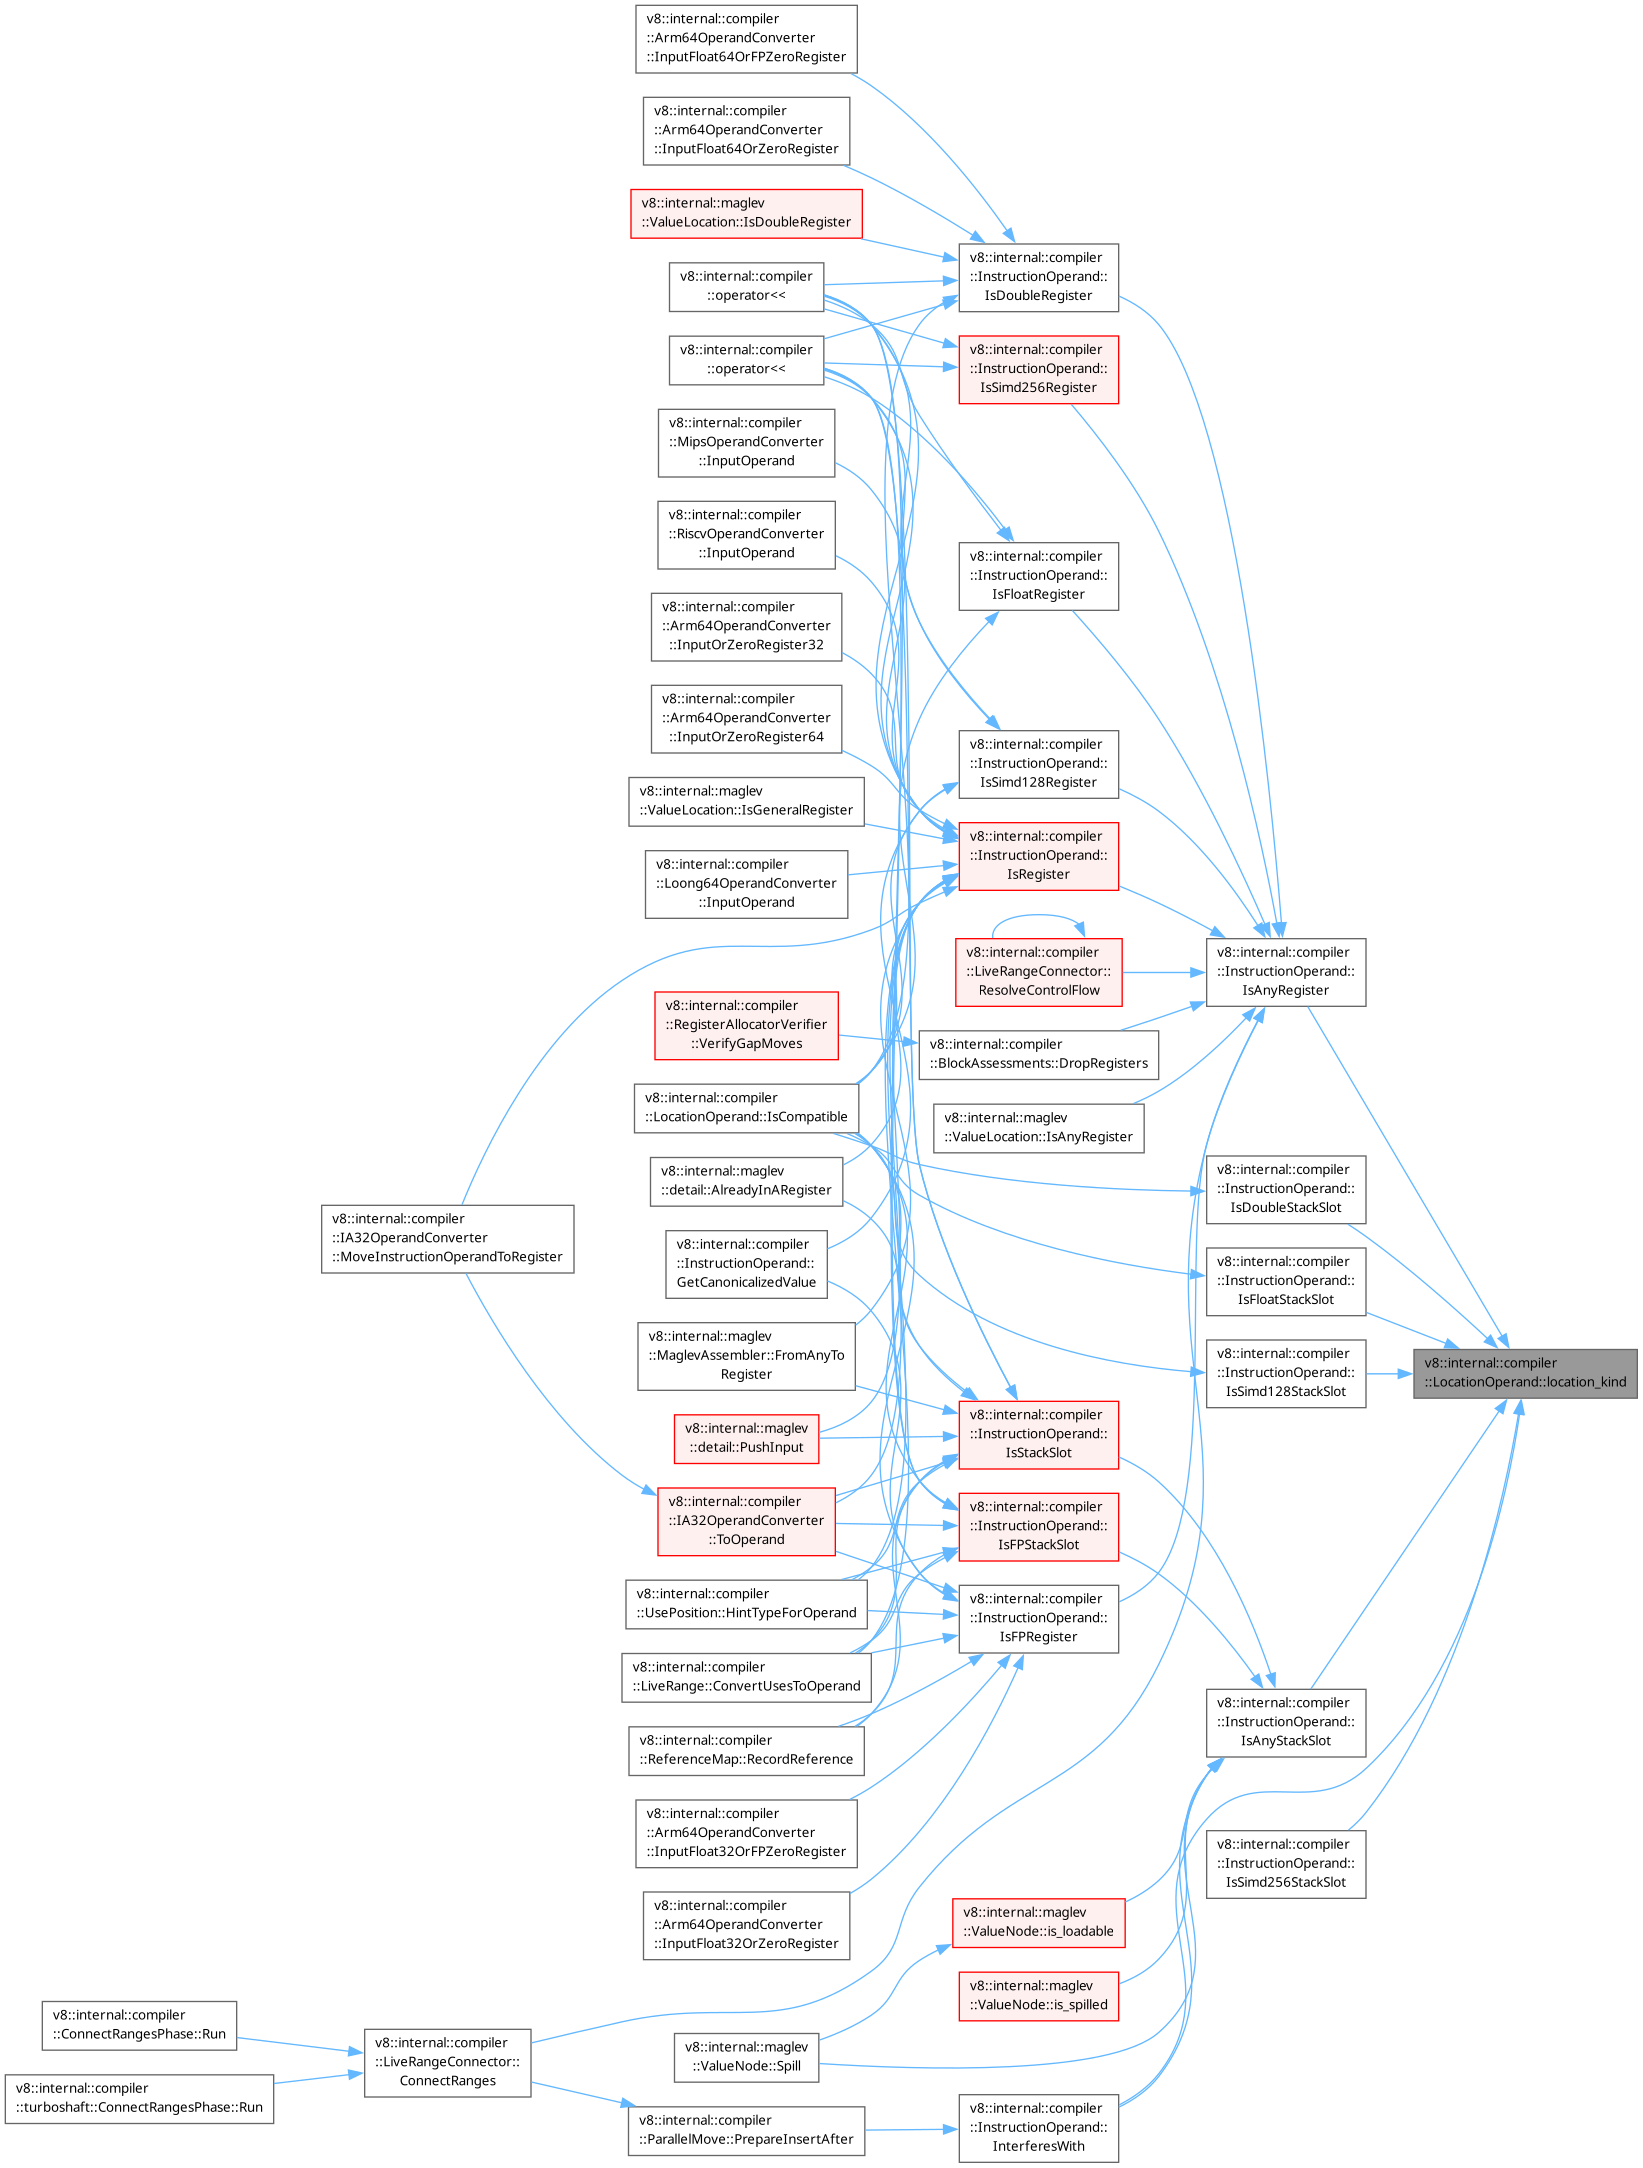 v8::internal::compiler
::Arm64OperandConverter
::InputFloat64OrFPZeroRegister
v8::internal::compiler
::Arm64OperandConverter
::InputFloat64OrZeroRegister
v8::internal::maglev
::ValueLocation::IsDoubleRegister
v8::internal::compiler
::operator<<
v8::internal::compiler
::operator<<
v8::internal::compiler
::MipsOperandConverter
::InputOperand
v8::internal::compiler
::RiscvOperandConverter
::InputOperand
v8::internal::compiler
::Arm64OperandConverter
::InputOrZeroRegister32
v8::internal::compiler
::Arm64OperandConverter
::InputOrZeroRegister64
v8::internal::maglev
::ValueLocation::IsGeneralRegister
v8::internal::compiler
::Loong64OperandConverter
::InputOperand
v8::internal::compiler
::RegisterAllocatorVerifier
::VerifyGapMoves
v8::internal::compiler
::LocationOperand::IsCompatible
v8::internal::maglev
::detail::AlreadyInARegister
v8::internal::compiler
::InstructionOperand::
GetCanonicalizedValue
v8::internal::maglev
::MaglevAssembler::FromAnyTo
Register
v8::internal::maglev
::detail::PushInput
v8::internal::compiler
::IA32OperandConverter
::ToOperand
v8::internal::compiler
::UsePosition::HintTypeForOperand
v8::internal::compiler
::LiveRange::ConvertUsesToOperand
v8::internal::compiler
::ReferenceMap::RecordReference
v8::internal::compiler
::Arm64OperandConverter
::InputFloat32OrFPZeroRegister
v8::internal::compiler
::Arm64OperandConverter
::InputFloat32OrZeroRegister
v8::internal::maglev
::ValueNode::Spill
v8::internal::compiler
::ParallelMove::PrepareInsertAfter
v8::internal::compiler
::IA32OperandConverter
::MoveInstructionOperandToRegister
v8::internal::compiler
::LiveRangeConnector::
ConnectRanges
v8::internal::compiler
::ConnectRangesPhase::Run
v8::internal::compiler
::turboshaft::ConnectRangesPhase::Run
v8::internal::compiler
::InstructionOperand::
IsDoubleRegister
v8::internal::compiler
::InstructionOperand::
IsSimd256Register
v8::internal::compiler
::InstructionOperand::
IsFloatRegister
v8::internal::compiler
::InstructionOperand::
IsSimd128Register
v8::internal::compiler
::InstructionOperand::
IsRegister
v8::internal::compiler
::LiveRangeConnector::
ResolveControlFlow
v8::internal::compiler
::BlockAssessments::DropRegisters
v8::internal::maglev
::ValueLocation::IsAnyRegister
v8::internal::compiler
::InstructionOperand::
IsStackSlot
v8::internal::compiler
::InstructionOperand::
IsFPStackSlot
v8::internal::compiler
::InstructionOperand::
IsFPRegister
v8::internal::maglev
::ValueNode::is_loadable
v8::internal::maglev
::ValueNode::is_spilled
v8::internal::compiler
::InstructionOperand::
InterferesWith
v8::internal::compiler
::InstructionOperand::
IsAnyRegister
v8::internal::compiler
::InstructionOperand::
IsDoubleStackSlot
v8::internal::compiler
::InstructionOperand::
IsFloatStackSlot
v8::internal::compiler
::InstructionOperand::
IsSimd128StackSlot
v8::internal::compiler
::InstructionOperand::
IsAnyStackSlot
v8::internal::compiler
::InstructionOperand::
IsSimd256StackSlot
v8::internal::compiler
::LocationOperand::location_kind